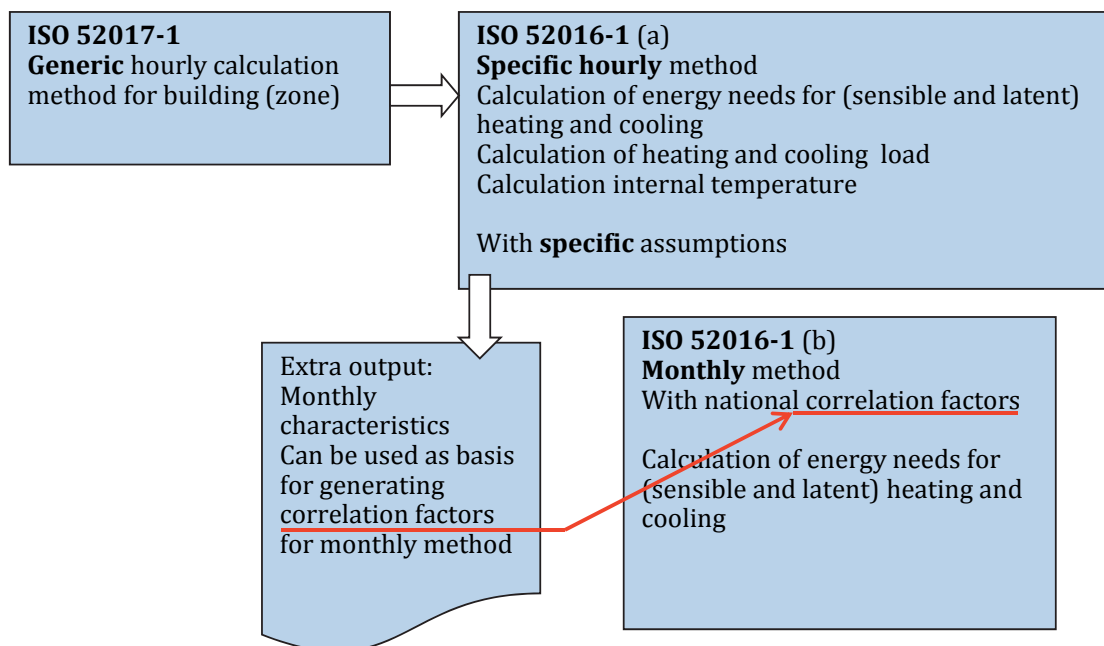 ISO 52017-1
Generic hourly calculation
method for building (zone)
ISO 52016-1 (a)
Specific hourly method
Calculation of energy needs for (sensible and latent)
heating and cooling
Calculation of heating and cooling load
Calculation internal temperature
With specific assumptions
Extra output:
Monthly
characteristics
Can be used as basis
for generating
correlation factors
for monthly method
ISO 52016-1 (b)
Monthly method
With national correlation factors
Calculation of energy needs for
(sensible and latent) heating and
cooling